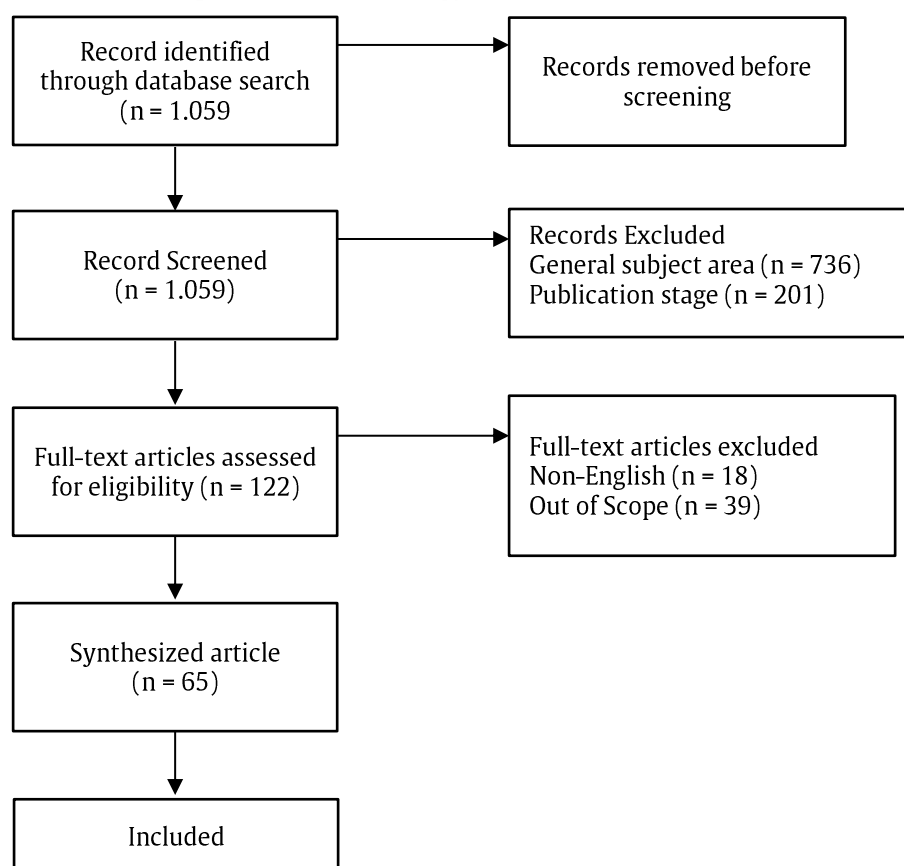 Record identified
through database search
(n = 1.059
Records removed before
screening
Record Screened
(n = 1.059)
Records Excluded
General subject area (n = 736)
Publication stage (n = 201)
Full-text articles assessed
for eligibility (n = 122)
Full-text articles excluded
Non-English (n = 18)
Out of Scope (n = 39)
Synthesized article
(n = 65)
Included